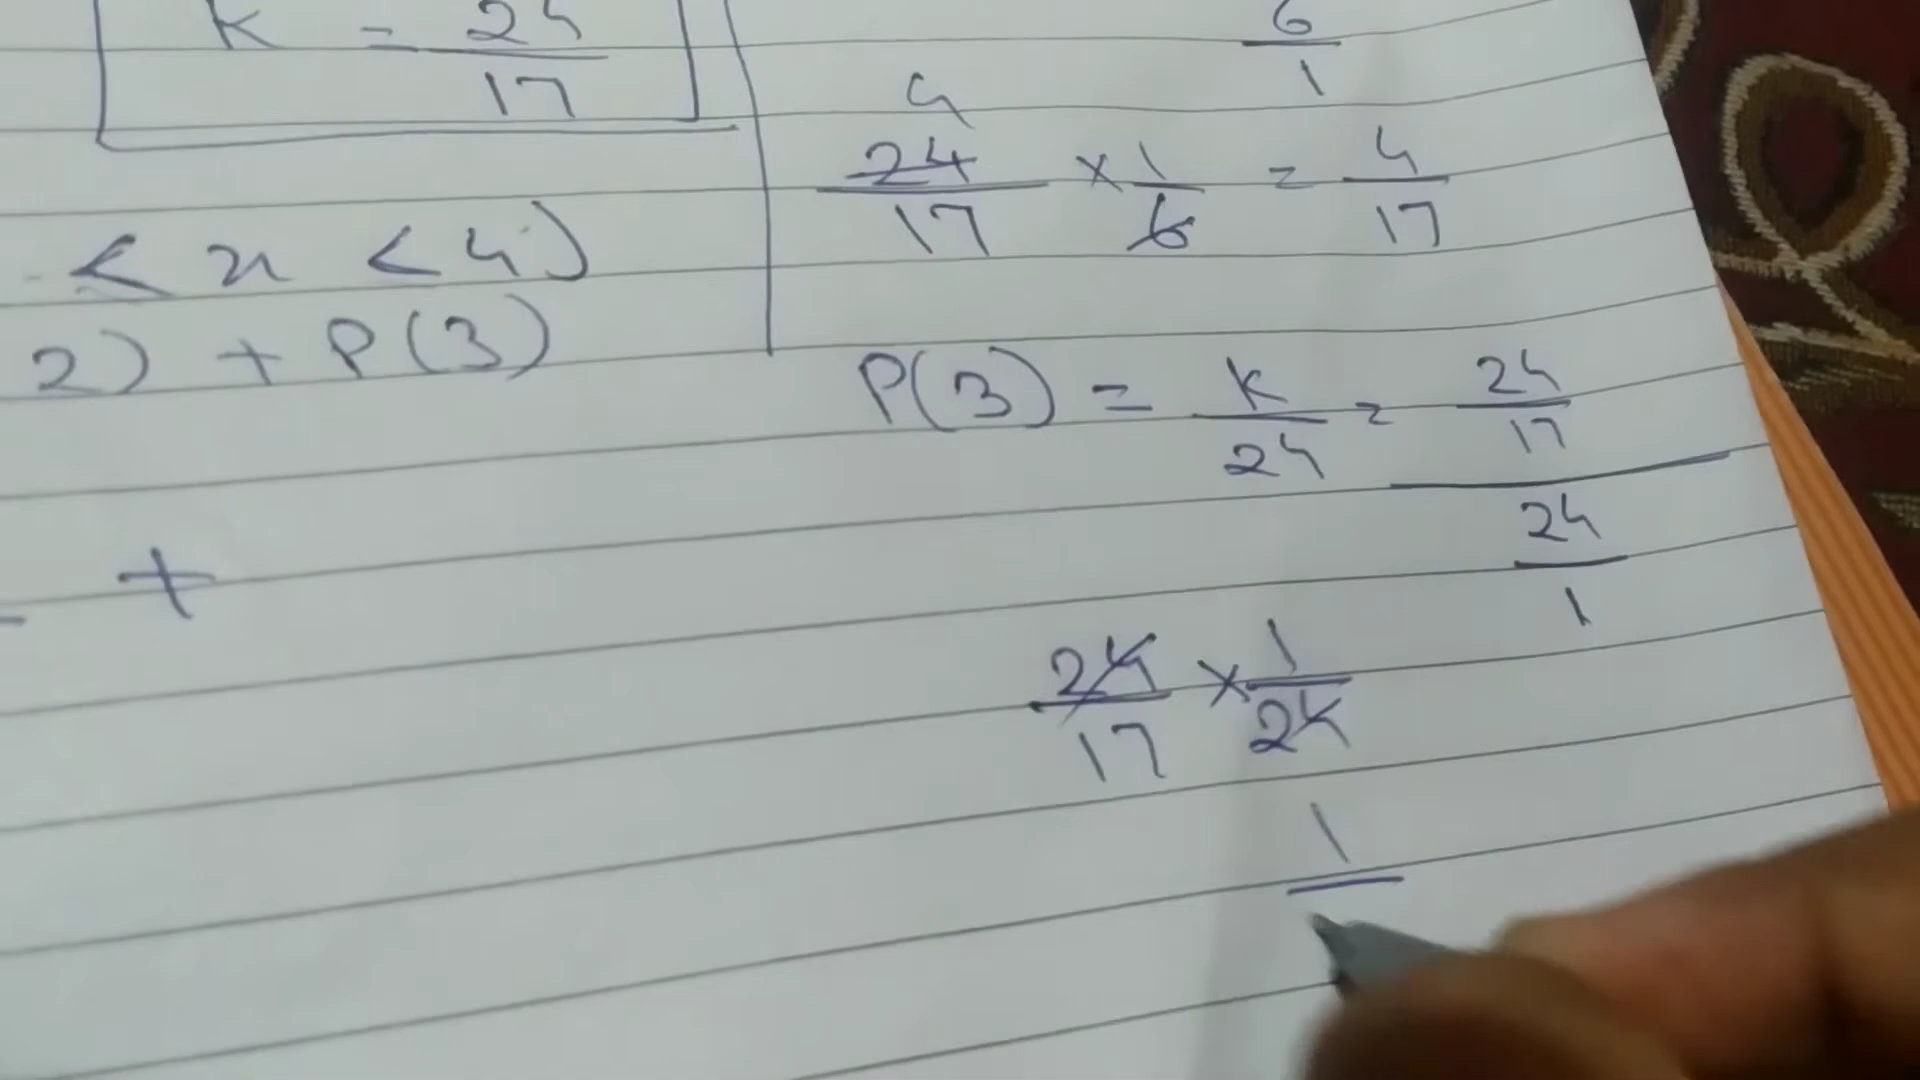 k = 24/17
< x < 4)
2) + P(3)
- +
6/1
4
24/17 × 1/6 = 4/17
P(3) = k/24 = 24/17
24/1
24/17 × 1/24
1